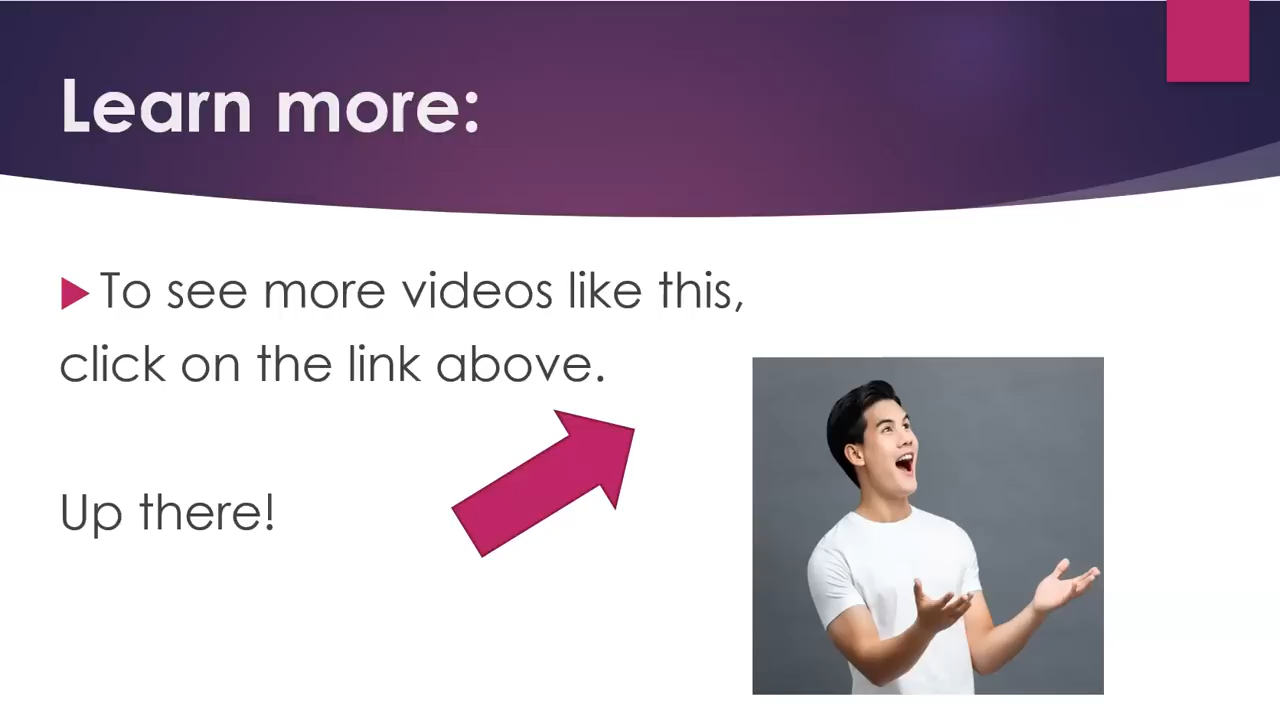 Learn more:
To see more videos like this,
click on the link above.
Up there!